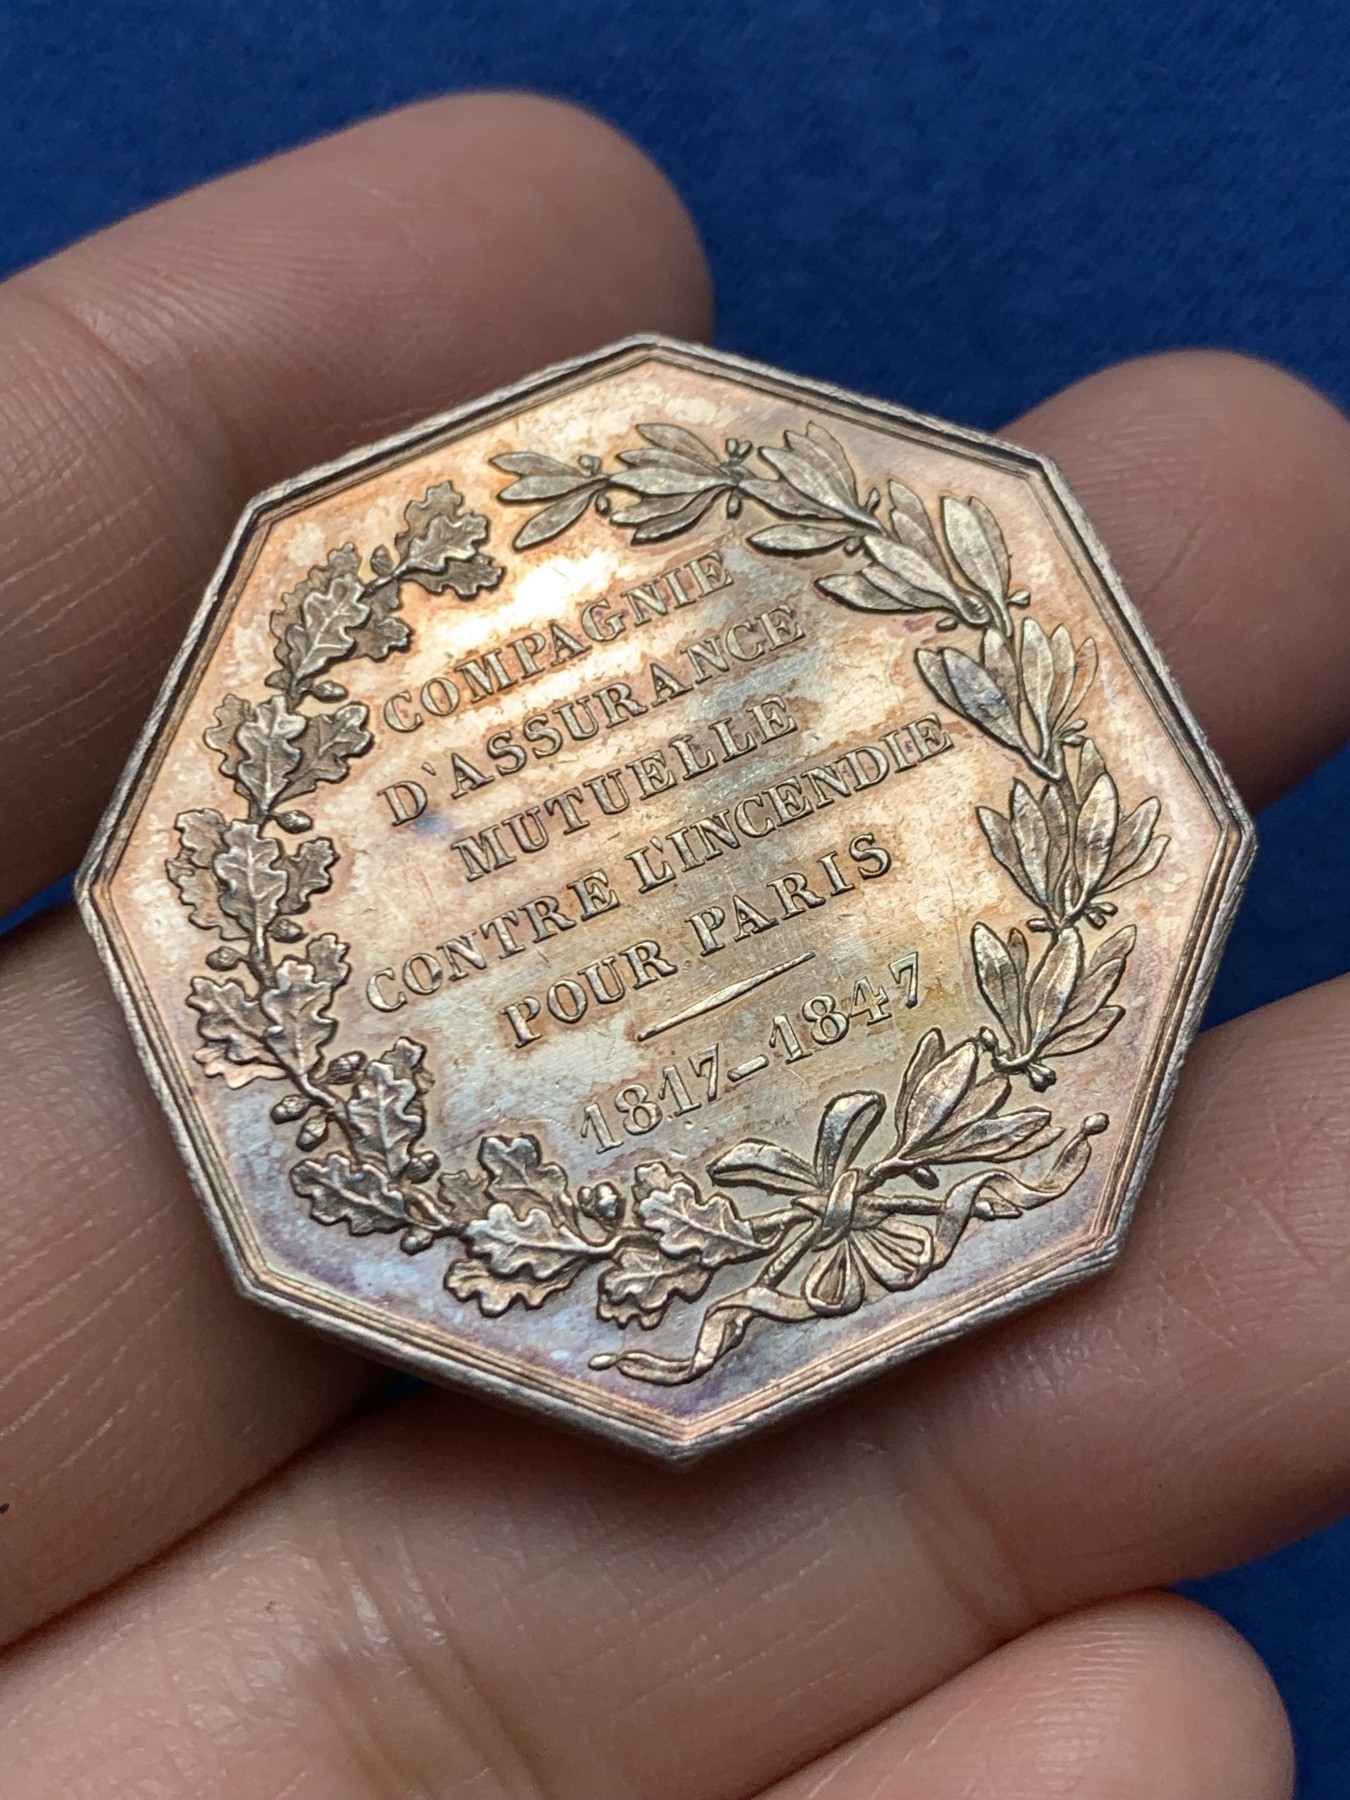 COMPAGNIE
D'ASSURANCE
MUTUELLE
CONTRE L'INCENDIE
POUR PARIS
1817-1847